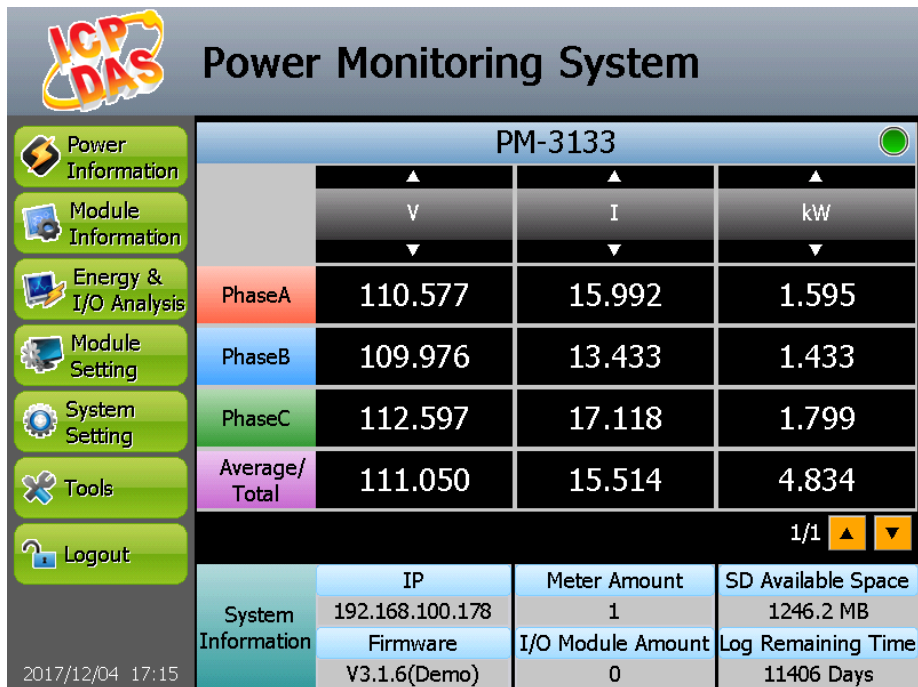 ICP
DAS
Power Monitoring System
Power
Information
Module
Information
Energy &
I/O Analysis
Module
Setting
System
Setting
Tools
Logout
2017/12/04 17:15
PM-3133
V I kW
PhaseA 110.577 15.992 1.595
PhaseB 109.976 13.433 1.433
PhaseC 112.597 17.118 1.799
Average/
Total 111.050 15.514 4.834
1/1
System
Information
IP Meter Amount SD Available Space
192.168.100.178 1 1246.2 MB
Firmware I/O Module Amount Log Remaining Time
V3.1.6(Demo) 0 11406 Days